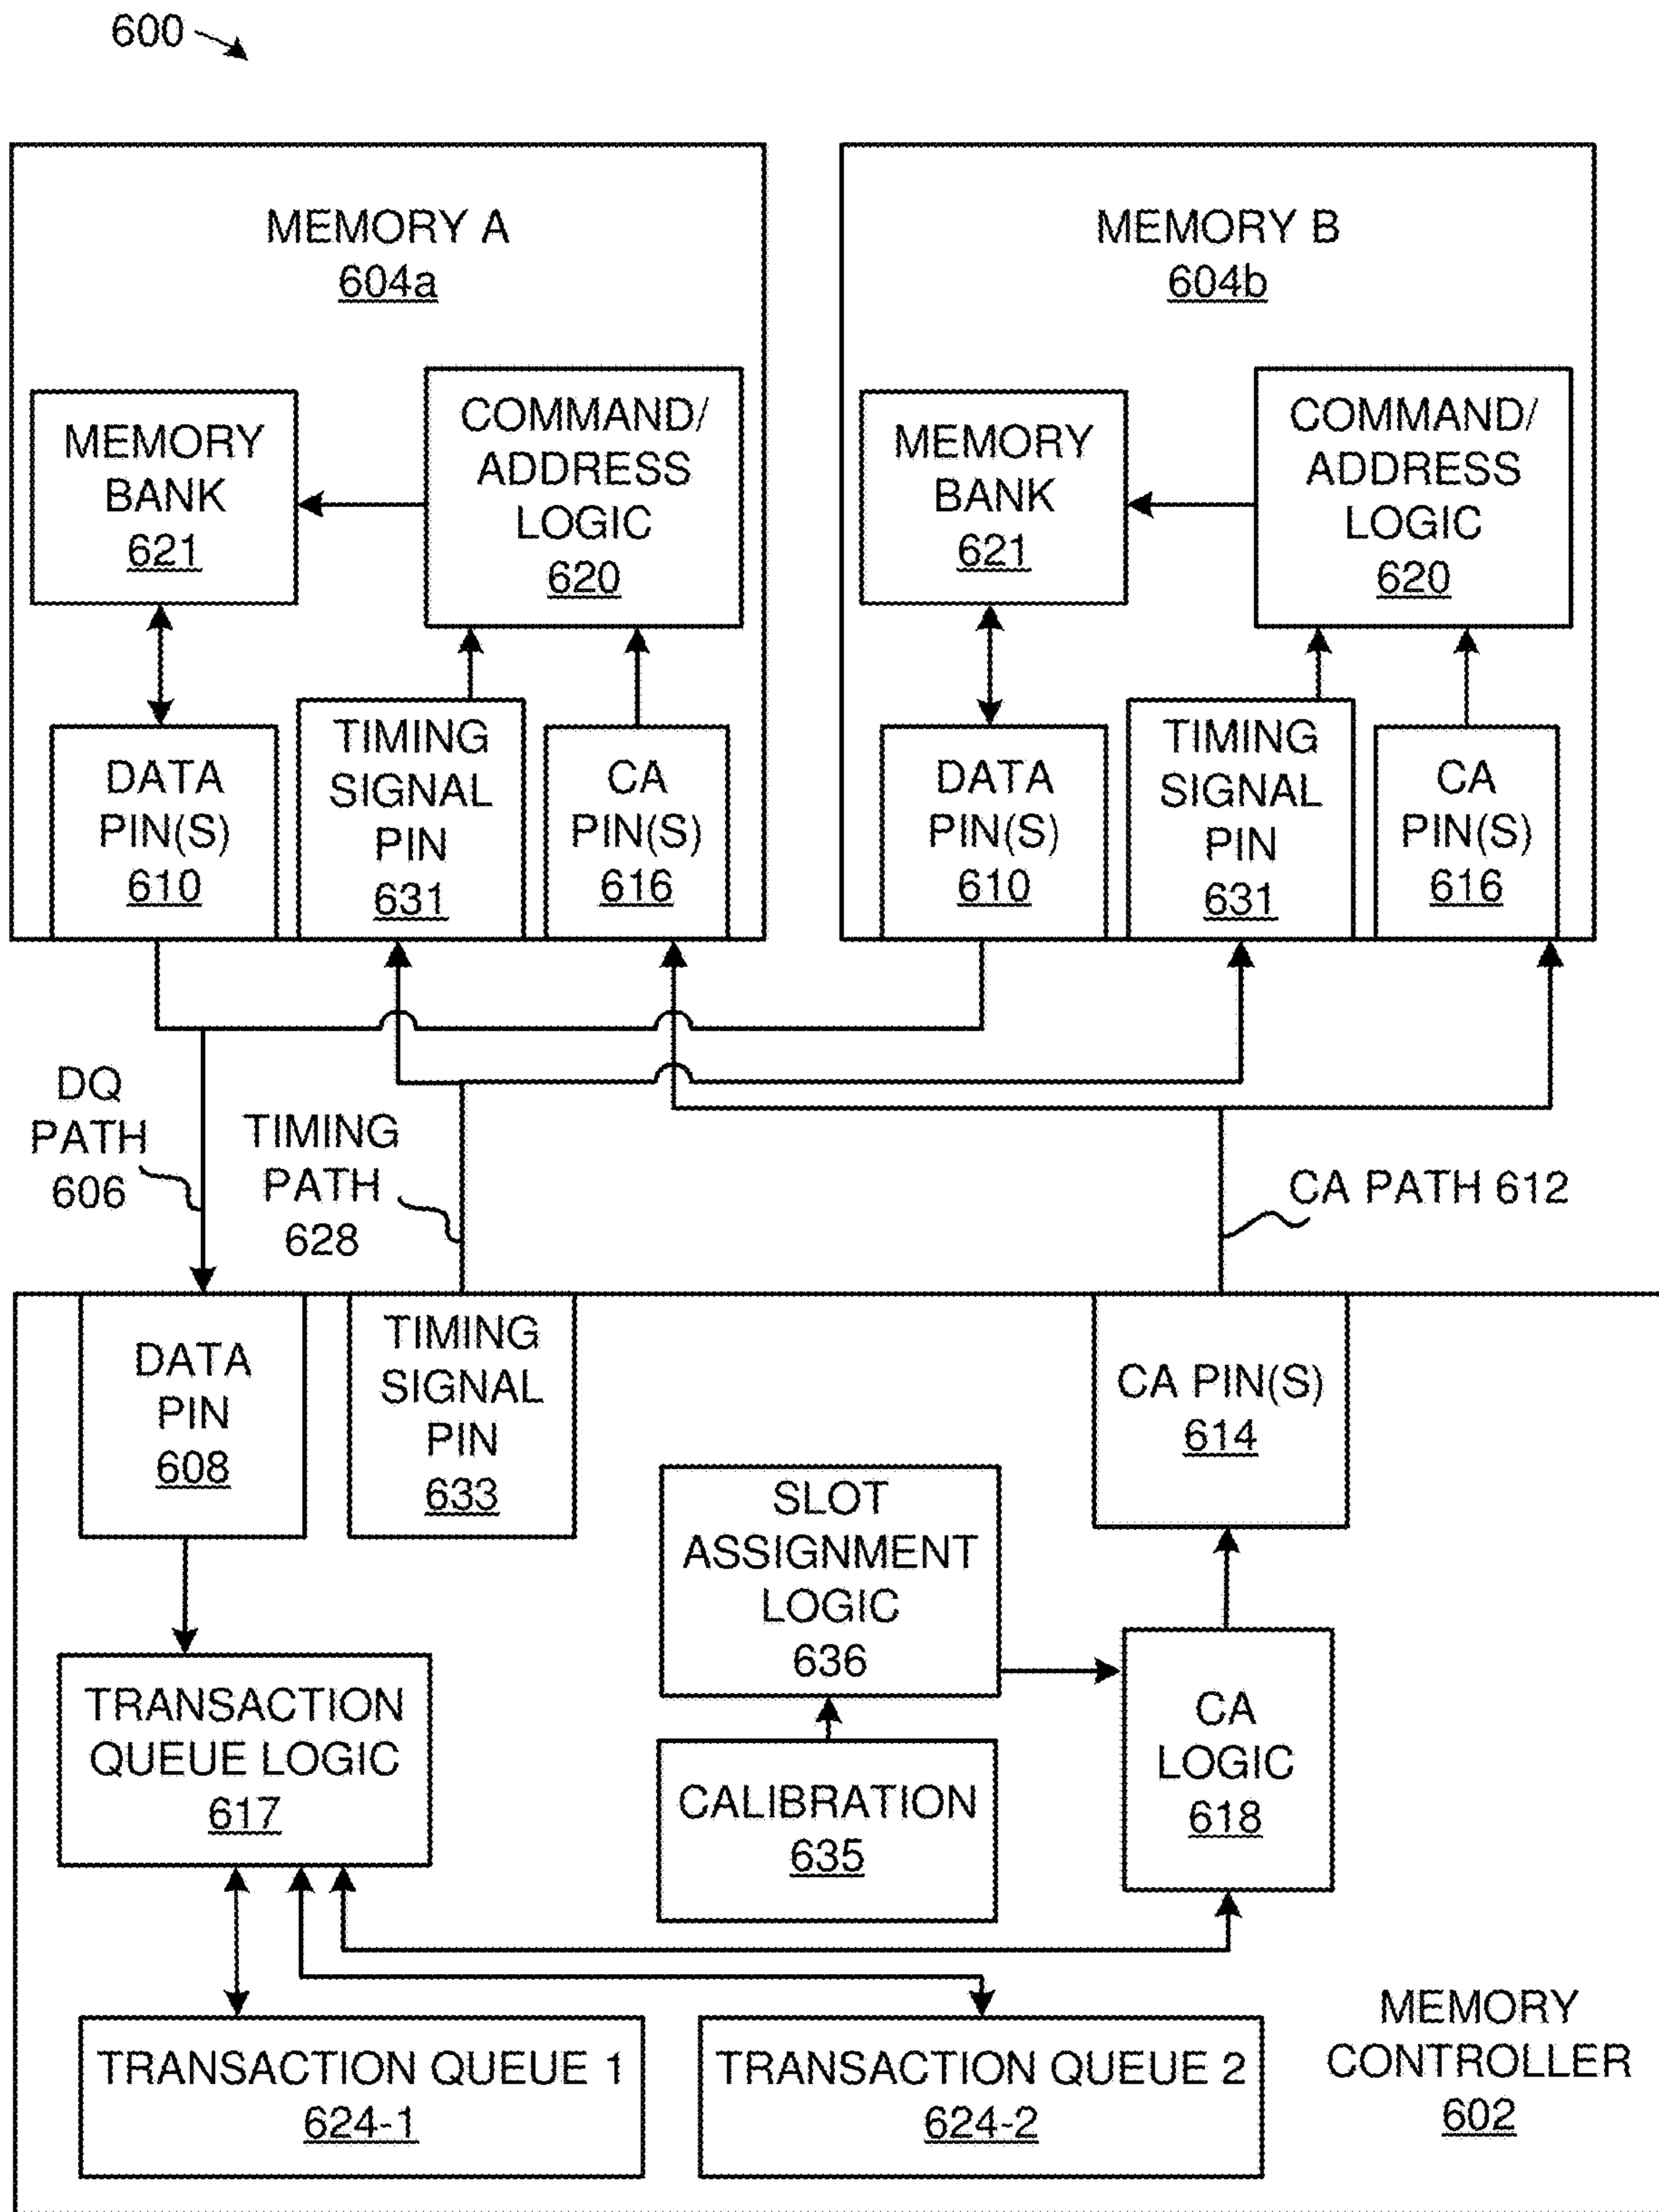 600
MEMORY A
604a
MEMORY
BANK
621
COMMAND/
ADDRESS
LOGIC
620
DATA
PIN(S)
610
TIMING
SIGNAL
PIN
631
CA
PIN(S)
616
MEMORY B
604b
MEMORY
BANK
621
COMMAND/
ADDRESS
LOGIC
620
DATA
PIN(S)
610
TIMING
SIGNAL
PIN
631
CA
PIN(S)
616
DQ
PATH
606
TIMING
PATH
628
CA PATH 612
DATA
PIN
608
TIMING
SIGNAL
PIN
633
CA PIN(S)
614
SLOT
ASSIGNMENT
LOGIC
636
TRANSACTION
QUEUE LOGIC
617
CALIBRATION
635
CA
LOGIC
618
TRANSACTION QUEUE 1
624-1
TRANSACTION QUEUE 2
624-2
MEMORY
CONTROLLER
602